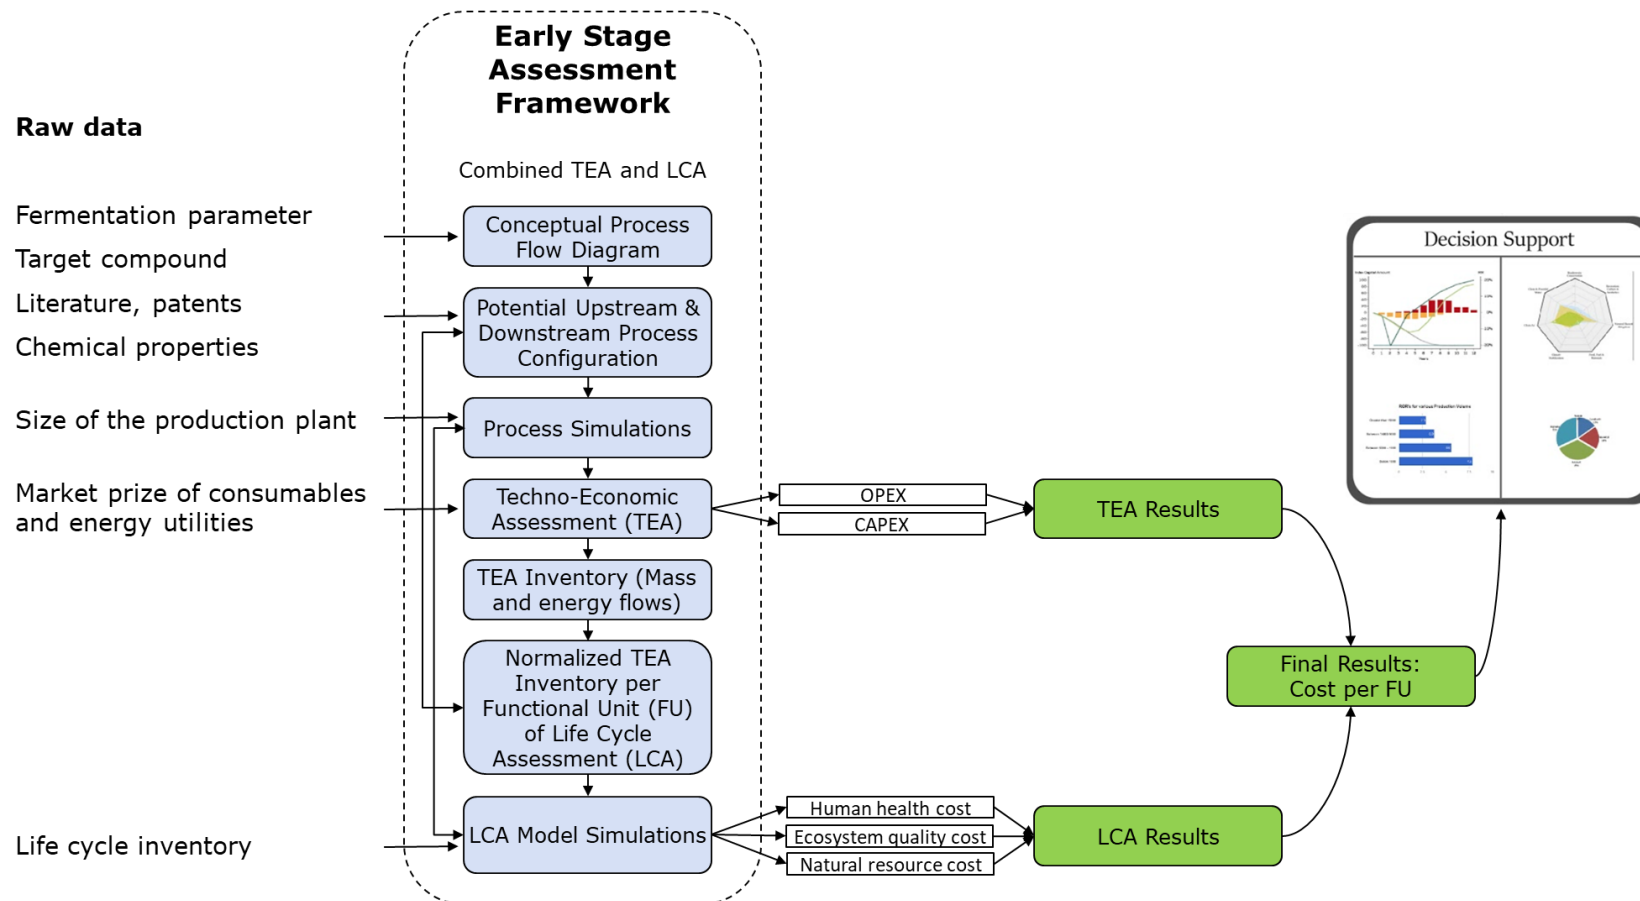 Early Stage
Assessment
Framework
Raw data
Combined TEA and LCA
Fermentation parameter
Target compound
Literature, patents
Chemical properties
Size of the production plant
Market prize of consumables
and energy utilities
Life cycle inventory
Conceptual Process
Flow Diagram
Potential Upstream &
Downstream Process
Configuration
Process Simulations
Techno-Economic
Assessment (TEA)
TEA Inventory (Mass
and energy flows)
Normalized TEA
Inventory per
Functional Unit (FU)
of Life Cycle
Assessment (LCA)
LCA Model Simulations
OPEX
CAPEX
TEA Results
Human health cost
Ecosystem quality cost
Natural resource cost
LCA Results
Final Results:
Cost per FU
Decision Support